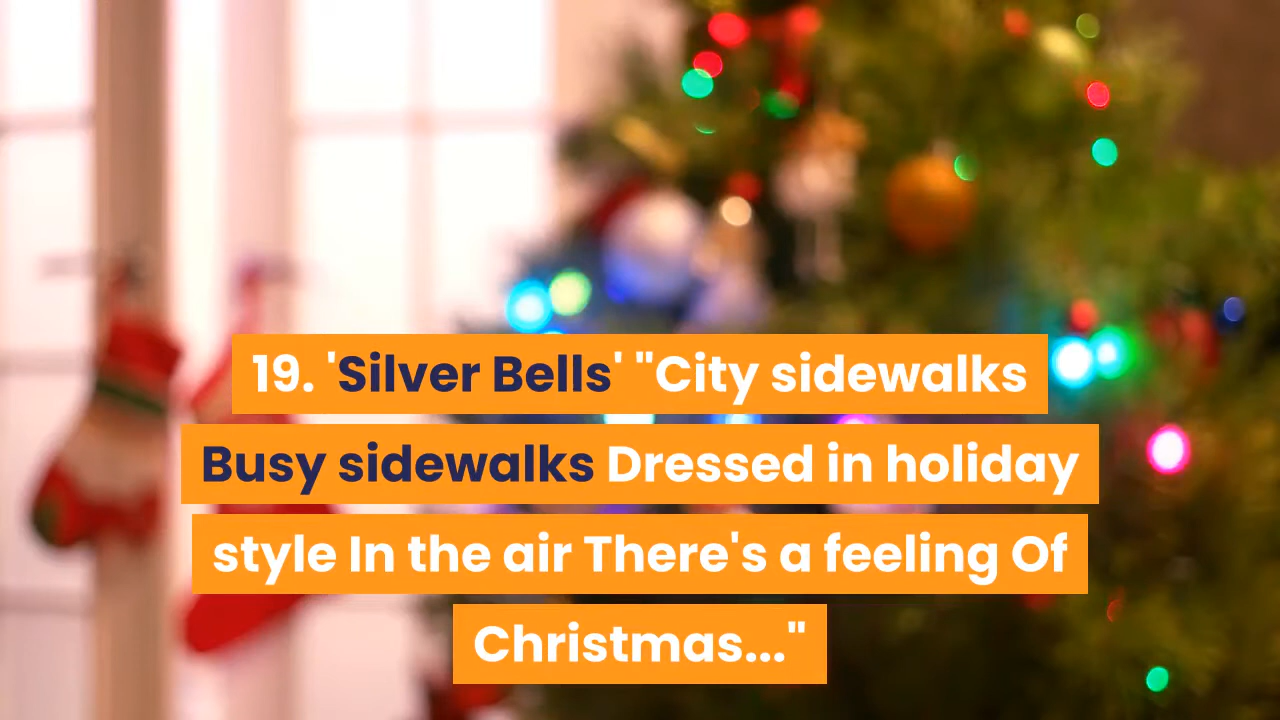 19. 'Silver Bells' "City sidewalks
Busy sidewalks Dressed in holiday
style In the air There's a feeling Of
Christmas..."